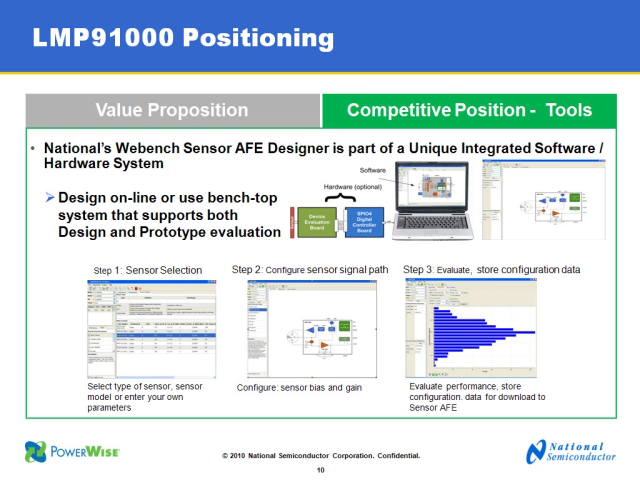 LMP91000 Positioning
Value Proposition
Competitive Position - Tools
• National's Webench Sensor AFE Designer is part of a Unique Integrated Software /
Hardware System
Design on-line or use bench-top
system that supports both
Design and Prototype evaluation
Software
Hardware (optional)
Device
Evaluation
Board
SPIO4
Digital
Controller
Board
Step 1: Sensor Selection
Step 2: Configure sensor signal path
Step 3: Evaluate, store configuration data
Select type of sensor, sensor
model or enter your own
parameters
Configure: sensor bias and gain
Evaluate performance, store
configuration. data for download to
Sensor AFE
POWERWISE
© 2010 National Semiconductor Corporation. Confidential.
National
Semiconductor
10